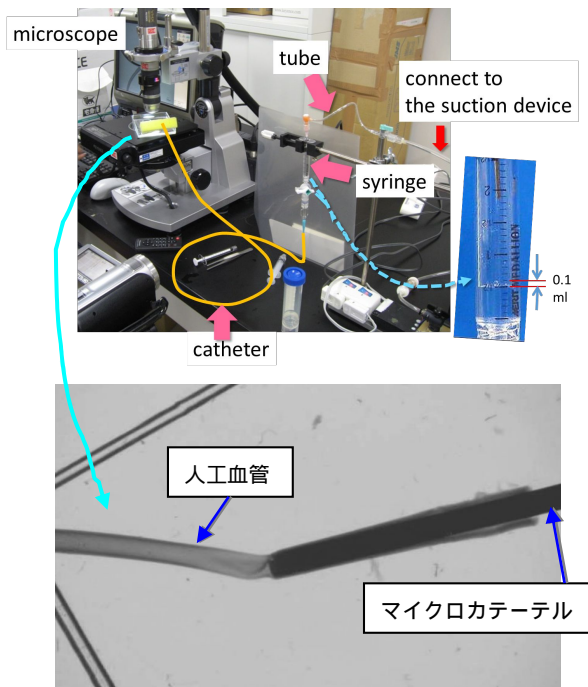 microscope
tube
connect to
the suction device
syringe
0.1
ml
catheter
人工血管
マイクロカテーテル